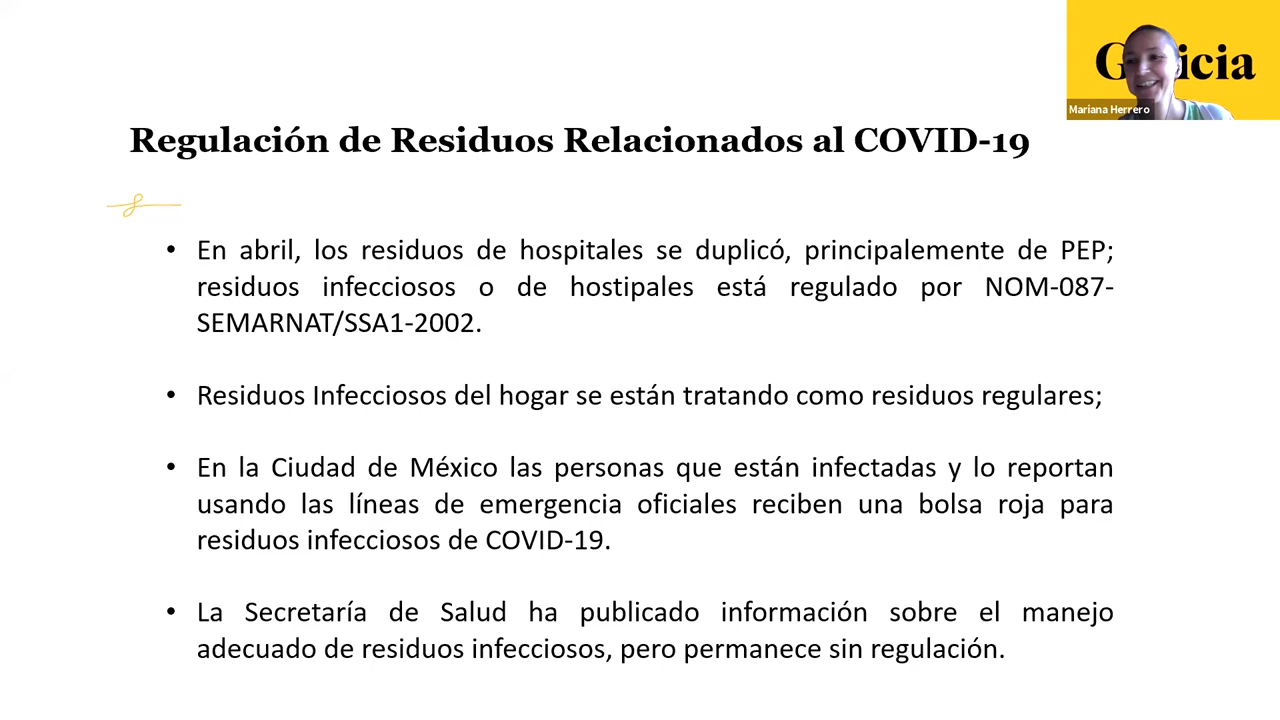 Regulación de Residuos Relacionados al COVID-19
Mariana Herrero
• En abril, los residuos de hospitales se duplicó, principalemente de PEP;
residuos infecciosos o de hostipales está regulado por NOM-087-
SEMARNAT/SSA1-2002.
• Residuos Infecciosos del hogar se están tratando como residuos regulares;
• En la Ciudad de México las personas que están infectadas y lo reportan
usando las líneas de emergencia oficiales reciben una bolsa roja para
residuos infecciosos de COVID-19.
• La Secretaría de Salud ha publicado información sobre el manejo
adecuado de residuos infecciosos, pero permanece sin regulación.